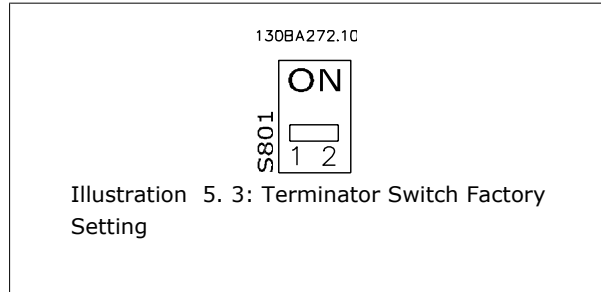 130BA272.10
ON
S801
1 2
Illustration 5. 3: Terminator Switch Factory
Setting